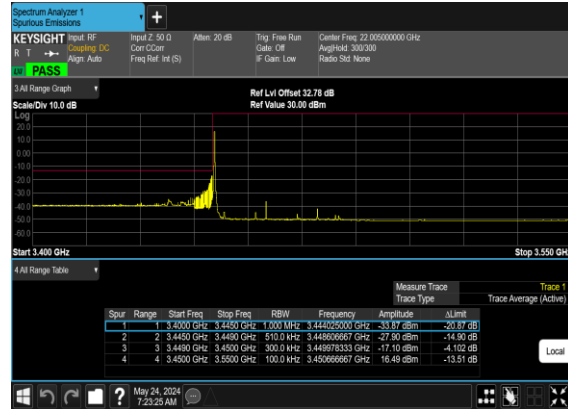 Spectrum Analyzer 1
Spurious Emissions
KEYSIGHT Input: RF Input Z: 50 Ω Atten: 20 dB Trig: Free Run Center Freq: 22.005000000 GHz
R T Coupling: DC Corr CCorr Gate: Off Avg|Hold: 300/300
Align: Auto Freq Ref: Int (S) IF Gain: Low Radio Std: None
PASS
3 All Range Graph
Ref Lvl Offset 32.78 dB
Scale/Div 10.0 dB Ref Value 30.00 dBm
Log
20.0
10.0
0.00
-10.0
-20.0
-30.0
-40.0
-50.0
-60.0
Start 3.400 GHz Stop 3.550 GHz
4 All Range Table
Measure Trace Trace 1
Trace Type Trace Average (Active)
Spur Range Start Freq Stop Freq RBW Frequency Amplitude ΔLimit
1 1 3.4000 GHz 3.4450 GHz 1.000 MHz 3.444025000 GHz -33.87 dBm -20.87 dB
2 2 3.4450 GHz 3.4490 GHz 510.0 kHz 3.448606667 GHz -27.90 dBm -14.90 dB
3 3 3.4490 GHz 3.4500 GHz 300.0 kHz 3.449978333 GHz -17.10 dBm -4.102 dB
4 4 3.4500 GHz 3.5500 GHz 100.0 kHz 3.450666667 GHz 16.49 dBm -13.51 dB
Local
May 24, 2024
7:23:25 AM